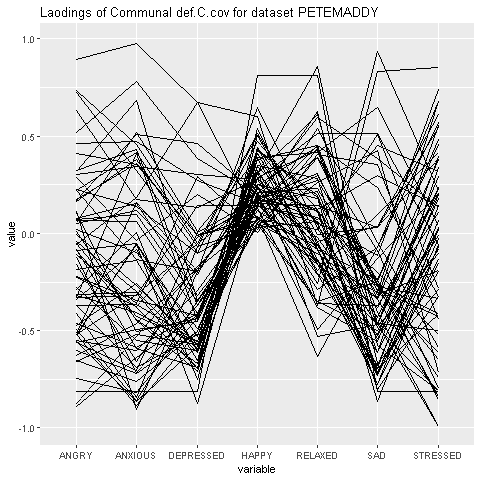 Laodings of Communal def.C.cov for dataset PETEMADDY
1.0
0.5
value
0.0
-0.5
-1.0
ANGRY ANXIOUS DEPRESSED HAPPY RELAXED SAD STRESSED
variable